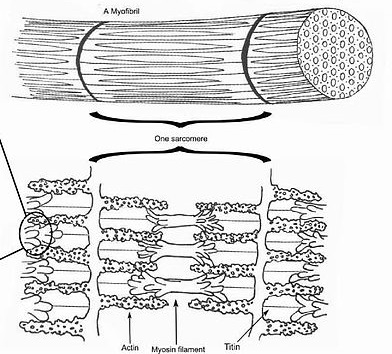 A Myofibril
One sarcomere
Actin
Myosin filament
Titin